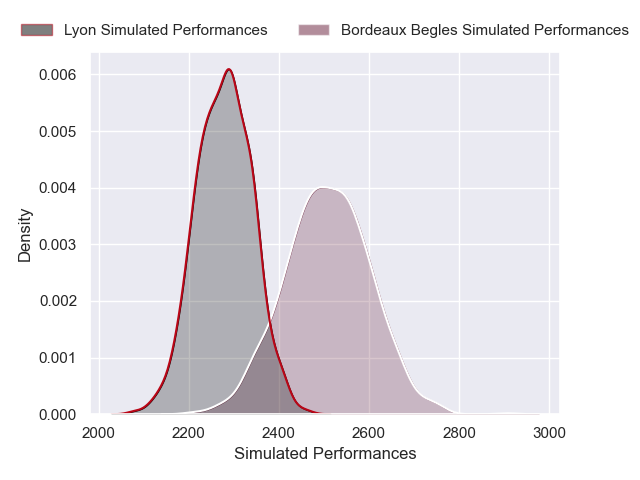 Lyon Simulated Performances Bordeaux Begles Simulated Performances
0.006
0.005
0.004
0.003
0.002
0.001
0.000
Density
2000 2200 2400 2600 2800 3000
Simulated Performances